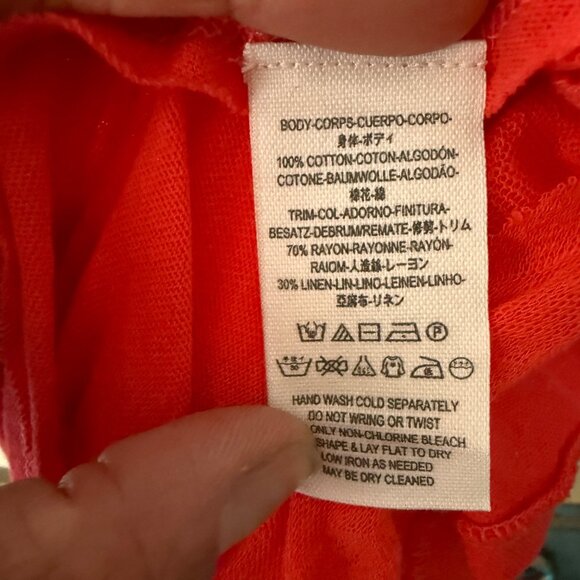 BODY-CORPS-CUERPO-CORPO-
身体-ボディ
100% COTTON-COTON-ALGODÓN-
COTONE-BAUMWOLLE-ALGODÃO-
棉花-綿
TRIM-COL-ADORNO-FINITURA-
BESATZ-DEBRUM/REMATE-修剪-トリム
70% RAYON-RAYONNE-RAYÓN-
RAIOM-人造絲-レーヨン
30% LINEN-LIN-LINO-LEINEN-LINHO-
亞麻布-リネン
P
HAND WASH COLD SEPARATELY
DO NOT WRING OR TWIST
ONLY NON-CHLORINE BLEACH
SHAPE & LAY FLAT TO DRY
LOW IRON AS NEEDED
MAY BE DRY CLEANED